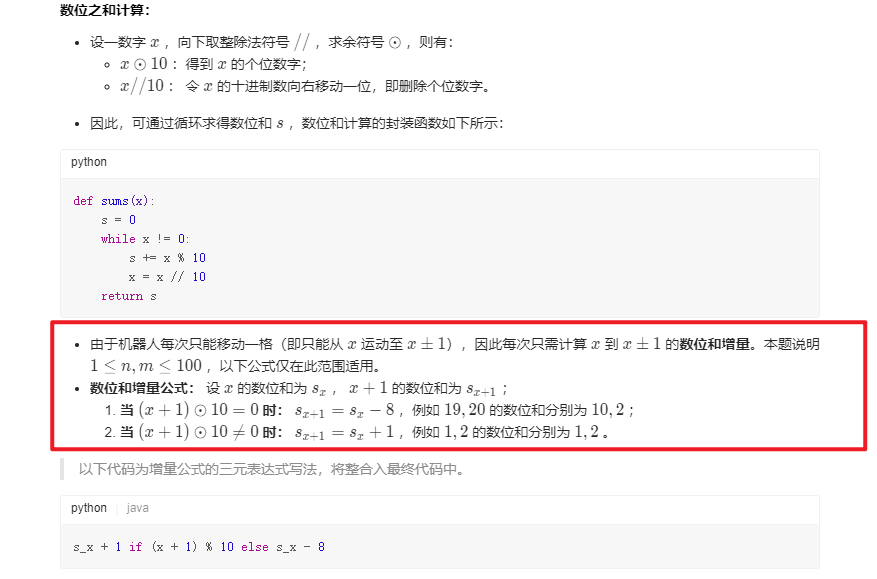 数位之和计算：
设一数字 x ，向下取整除法符号 // ，求余符号 ⊙ ，则有：
x ⊙ 10 ：得到 x 的个位数字；
x//10 ： 令 x 的十进制数向右移动一位，即删除个位数字。
因此，可通过循环求得数位和 s ，数位和计算的封装函数如下所示：
python
def sums(x):
    s = 0
    while x != 0:
        s += x % 10
        x = x // 10
    return s
由于机器人每次只能移动一格（即只能从 x 运动至 x ± 1），因此每次只需计算 x 到 x ± 1 的数位和增量。本题说明
1 ≤ n, m ≤ 100 ，以下公式仅在此范围适用。
数位和增量公式： 设 x 的数位和为 s_x ， x + 1 的数位和为 s_{x+1} ；
1. 当 (x + 1) ⊙ 10 = 0 时： s_{x+1} = s_x − 8 ，例如 19, 20 的数位和分别为 10, 2 ；
2. 当 (x + 1) ⊙ 10 ≠ 0 时： s_{x+1} = s_x + 1 ，例如 1, 2 的数位和分别为 1, 2 。
以下代码为增量公式的三元表达式写法，将整合入最终代码中。
python java
s_x + 1 if (x + 1) % 10 else s_x - 8